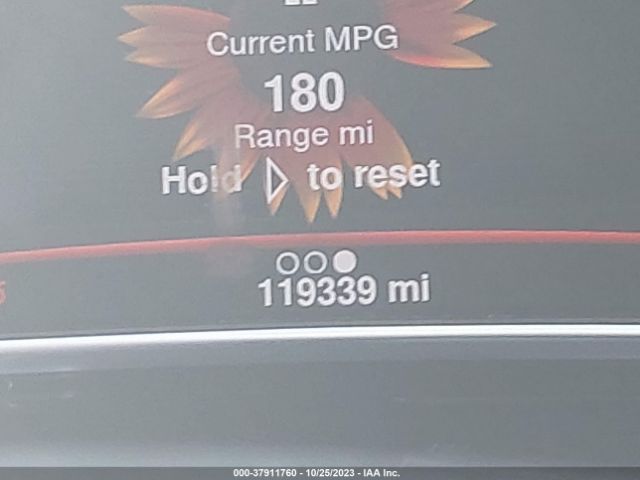 Current MPG
180
Range mi
Hold ▷ to reset
119339 mi
000-37911760 - 10/25/2023 - IAA Inc.